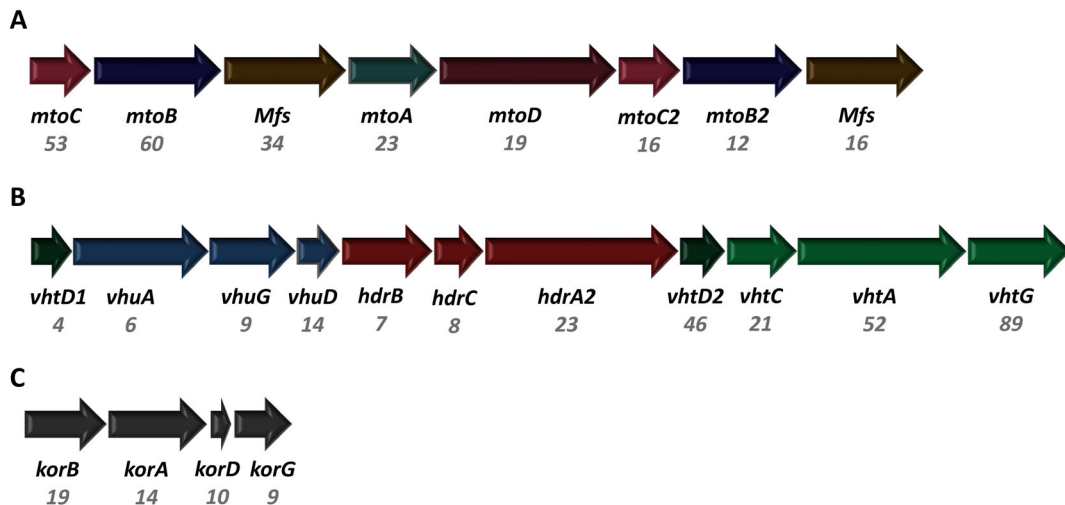 A
mtoC mtoB Mfs mtoA mtoD mtoC2 mtoB2 Mfs
53 60 34 23 19 16 12 16
B
vhtD1 vhuA vhuG vhuD hdrB hdrC hdrA2 vhtD2 vhtC vhtA vhtG
4 6 9 14 7 8 23 46 21 52 89
C
korB korA korD korG
19 14 10 9